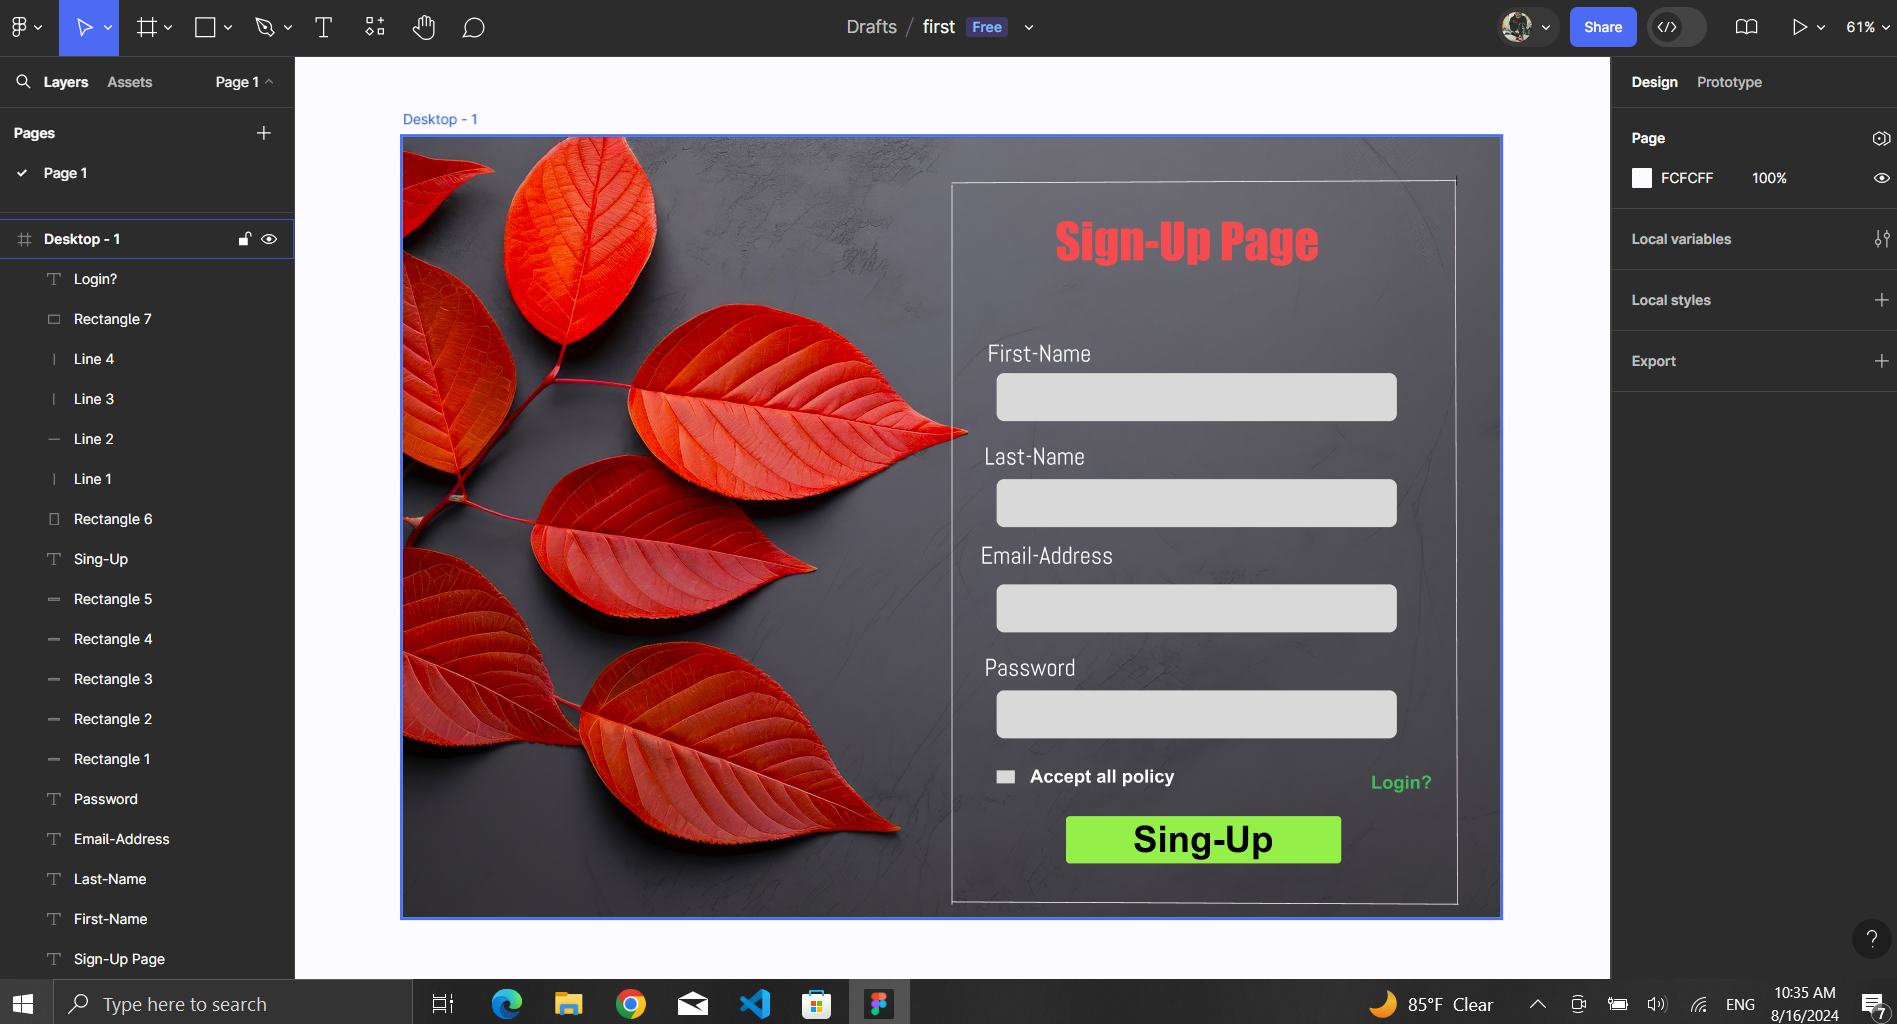 Drafts / first Free
Share
61%
Layers Assets Page 1
Pages
Page 1
Desktop - 1
Login?
Rectangle 7
Line 4
Line 3
Line 2
Line 1
Rectangle 6
Sing-Up
Rectangle 5
Rectangle 4
Rectangle 3
Rectangle 2
Rectangle 1
Password
Email-Address
Last-Name
First-Name
Sign-Up Page
Desktop - 1
Sign-Up Page
First-Name
Last-Name
Email-Address
Password
Accept all policy
Login?
Sing-Up
Design Prototype
Page
FCFCFF 100%
Local variables
Local styles
Export
?
Type here to search
85°F Clear
ENG
10:35 AM
8/16/2024
7